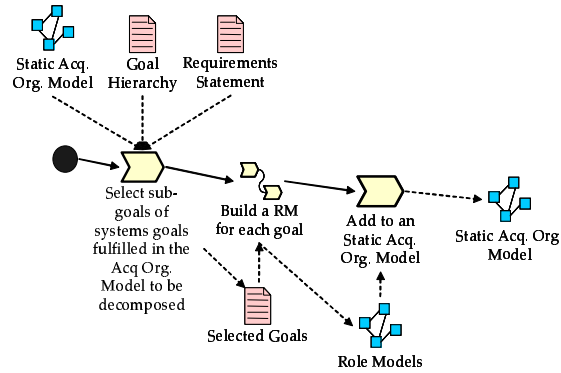 Static Acq.
Org. Model
Goal
Hierarchy
Requirements
Statement
Select sub-
goals of
systems goals
fulfilled in the
Acq Org.
Model to be
decomposed
Build a RM
for each goal
Add to an
Static Acq.
Org. Model
Static Acq. Org
Model
Selected Goals
Role Models